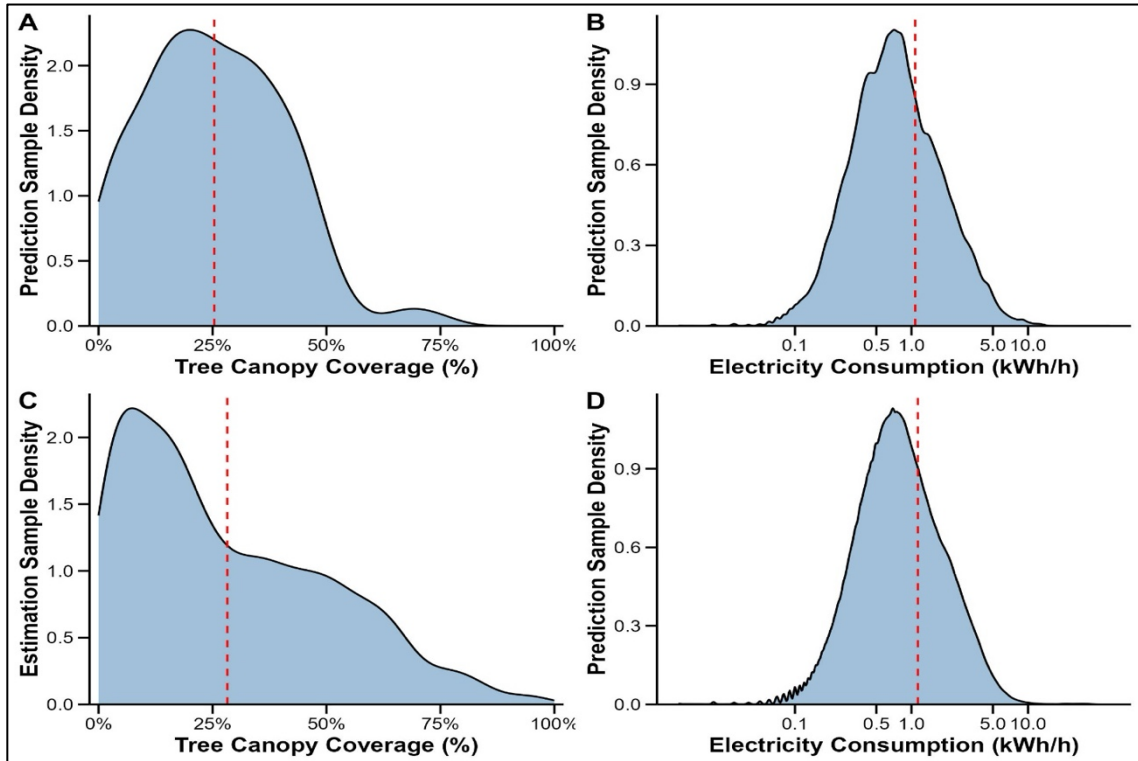 A
Prediction Sample Density
2.0
1.5
1.0
0.5
0.0
0% 25% 50% 75% 100%
Tree Canopy Coverage (%)
B
Prediction Sample Density
0.9
0.6
0.3
0.0
0.1 0.5 1.0 5.0 10.0
Electricity Consumption (kWh/h)
C
Estimation Sample Density
2.0
1.5
1.0
0.5
0.0
0% 25% 50% 75% 100%
Tree Canopy Coverage (%)
D
Prediction Sample Density
0.9
0.6
0.3
0.0
0.1 0.5 1.0 5.0 10.0
Electricity Consumption (kWh/h)